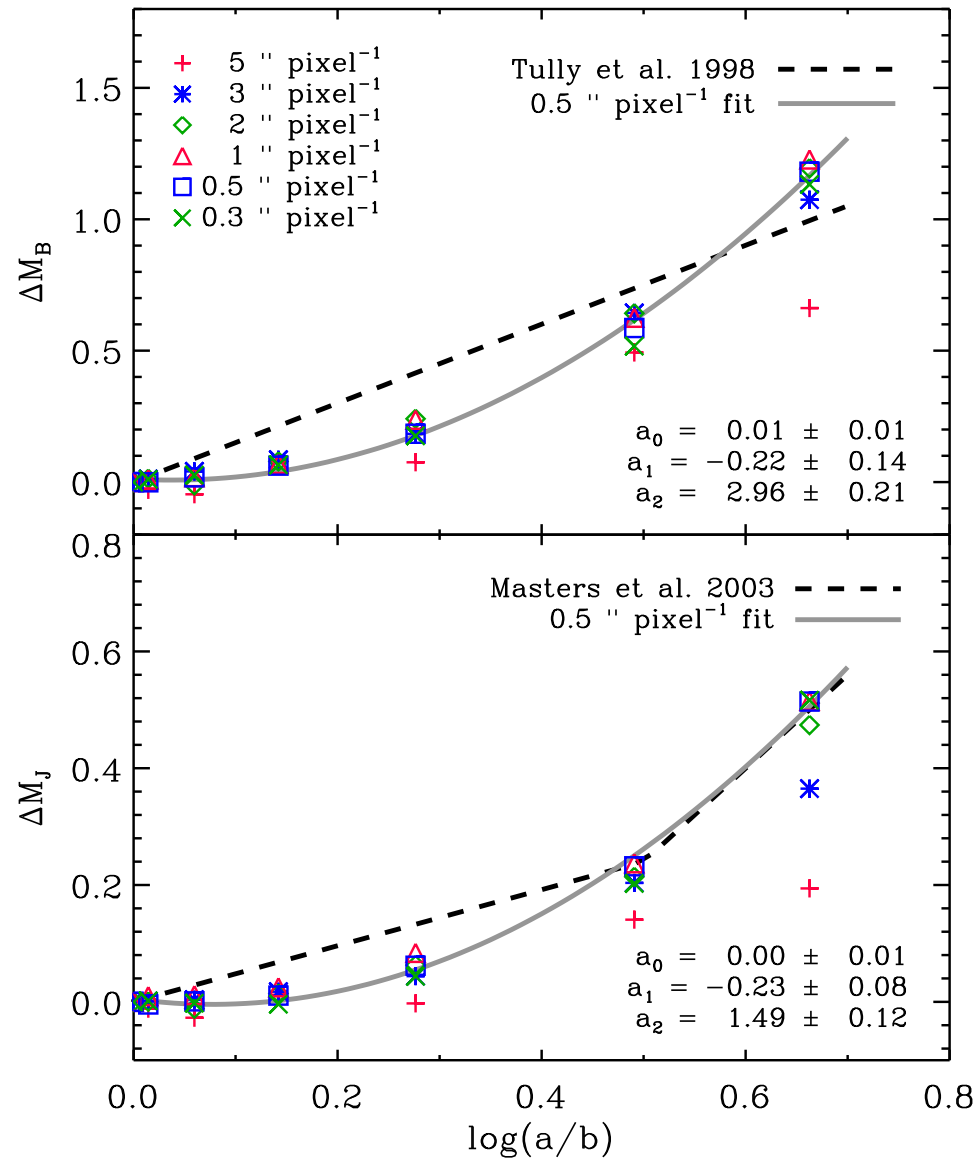 5 " pixel⁻¹
3 " pixel⁻¹
2 " pixel⁻¹
1 " pixel⁻¹
0.5 " pixel⁻¹
0.3 " pixel⁻¹
Tully et al. 1998
0.5 " pixel⁻¹ fit
1.5
1.0
0.5
0.0
ΔM_B
a₀ = 0.01 ± 0.01
a₁ = −0.22 ± 0.14
a₂ = 2.96 ± 0.21
Masters et al. 2003
0.5 " pixel⁻¹ fit
0.8
0.6
0.4
0.2
0.0
ΔM_J
a₀ = 0.00 ± 0.01
a₁ = −0.23 ± 0.08
a₂ = 1.49 ± 0.12
0.0 0.2 0.4 0.6 0.8
log(a/b)